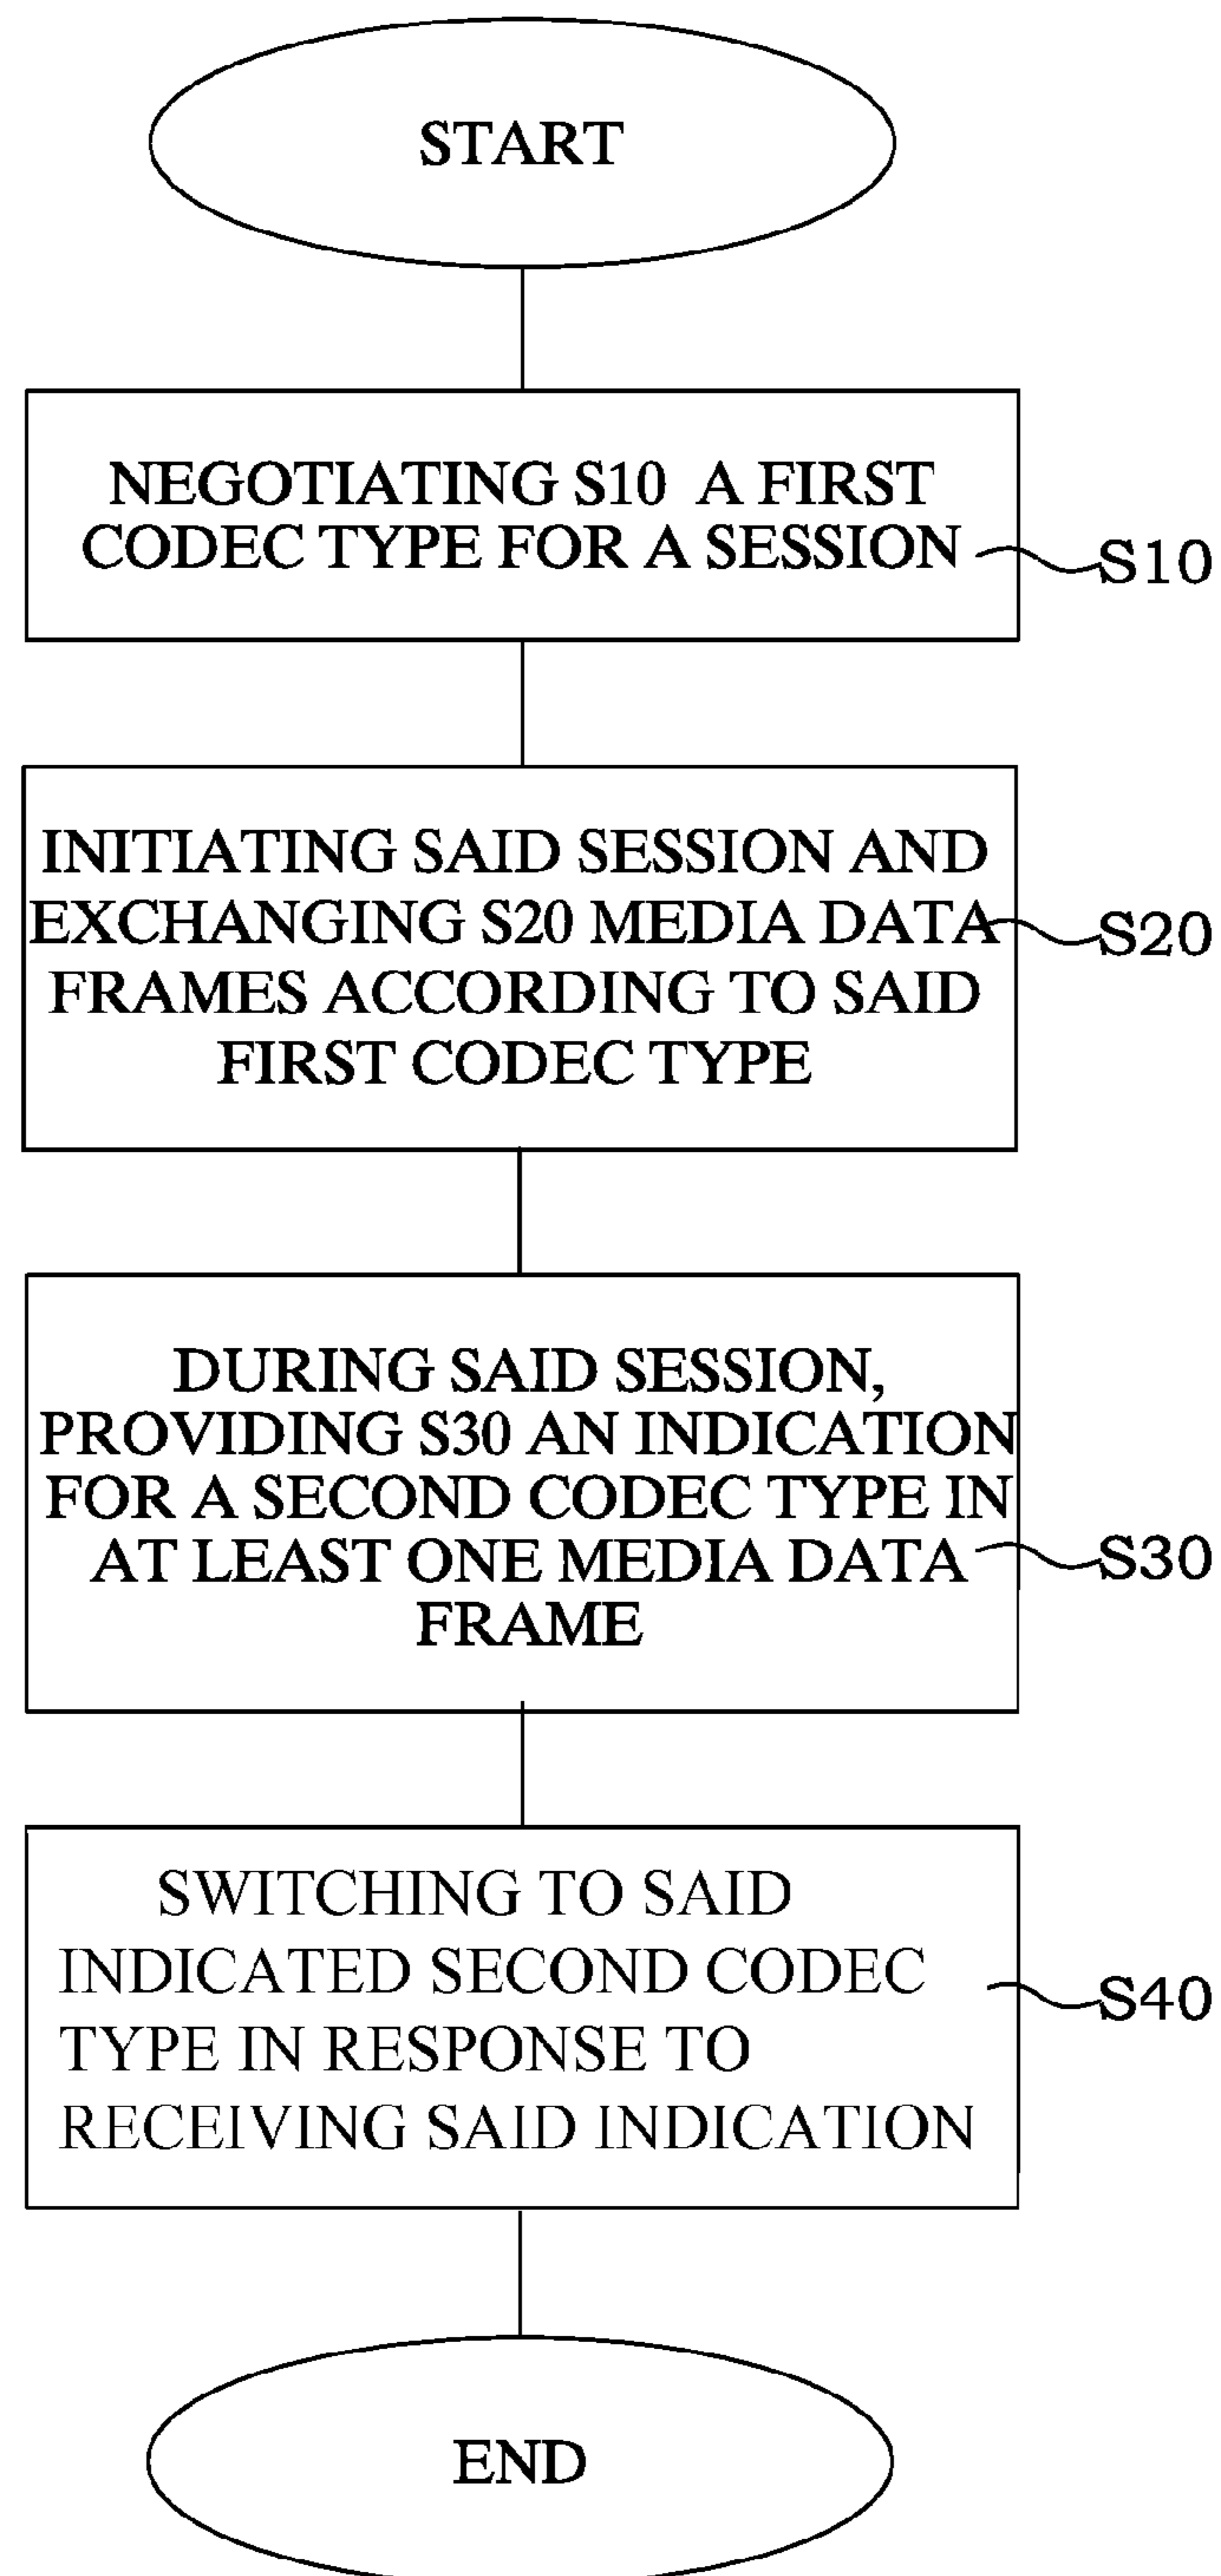 START
NEGOTIATING S10 A FIRST
CODEC TYPE FOR A SESSION
S10
INITIATING SAID SESSION AND
EXCHANGING S20 MEDIA DATA
S20
FRAMES ACCORDING TO SAID
FIRST CODEC TYPE
DURING SAID SESSION,
PROVIDING S30 AN INDICATION
FOR A SECOND CODEC TYPE IN
AT LEAST ONE MEDIA DATA
S30
FRAME
SWITCHING TO SAID
INDICATED SECOND CODEC
S40
TYPE IN RESPONSE TO
RECEIVING SAID INDICATION
END